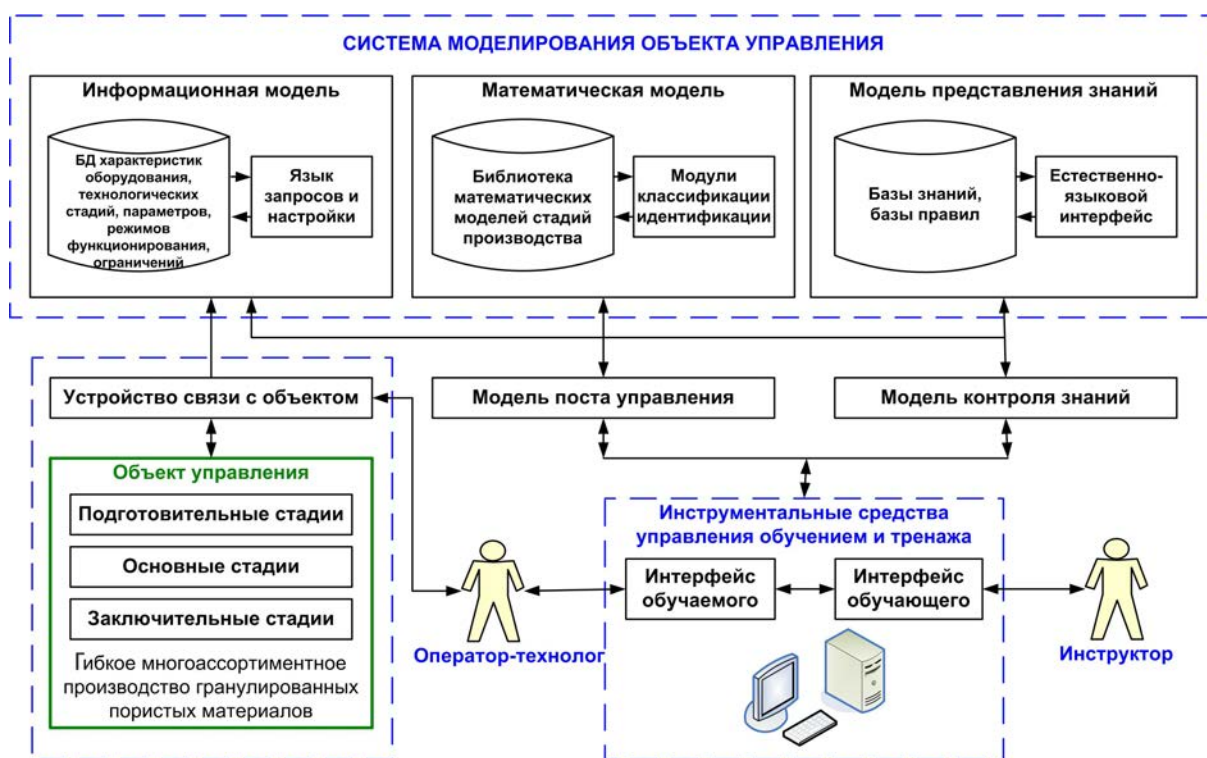 СИСТЕМА МОДЕЛИРОВАНИЯ ОБЪЕКТА УПРАВЛЕНИЯ
Информационная модель
БД характеристик
оборудования,
технологических
стадий, параметров,
режимов
функционирования,
ограничений
Язык
запросов и
настройки
Математическая модель
Библиотека
математических
моделей стадий
производства
Модули
классификации
идентификации
Модель представления знаний
Базы знаний,
базы правил
Естественно-
языковой
интерфейс
Устройство связи с объектом
Модель поста управления
Модель контроля знаний
Объект управления
Подготовительные стадии
Основные стадии
Заключительные стадии
Гибкое многоассортиментное
производство гранулированных
пористых материалов
Оператор-технолог
Инструментальные средства
управления обучением и тренажа
Интерфейс
обучаемого
Интерфейс
обучающего
Инструктор